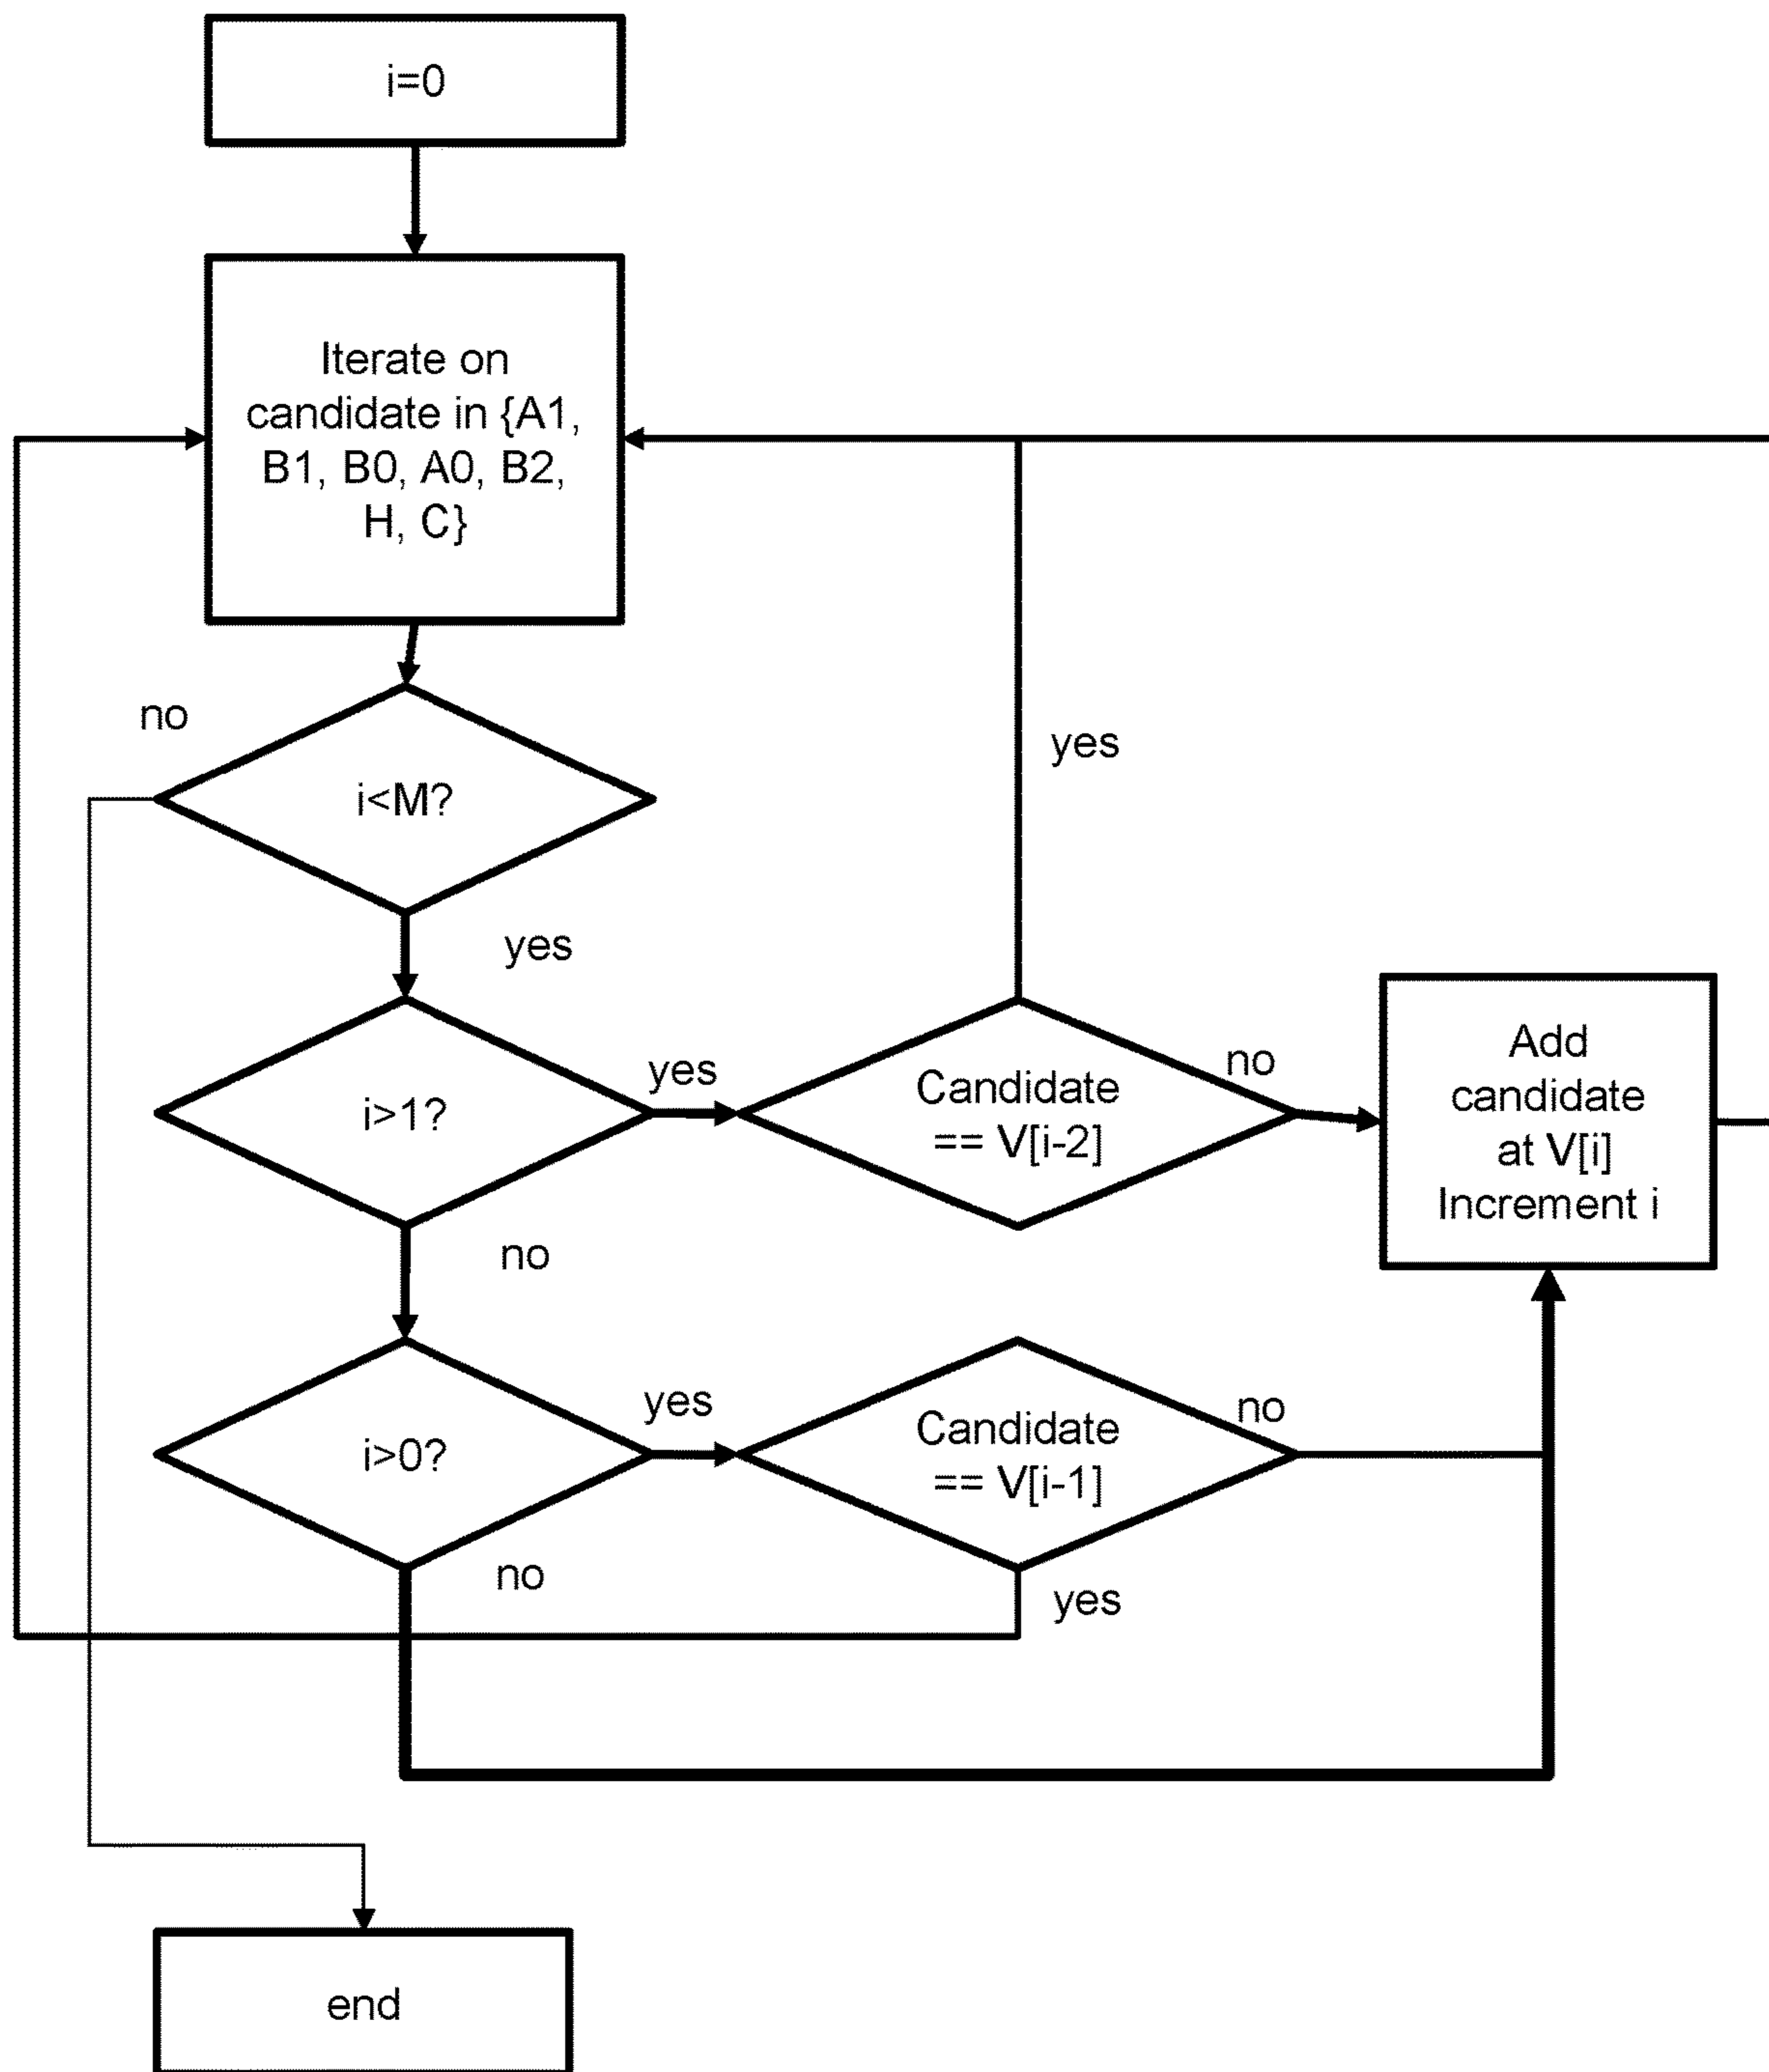 i=0
Iterate on
candidate in {A1,
B1, B0, A0, B2,
H, C}
no
i<M?
yes
yes
i>1?
yes
Candidate
== V[i-2]
no
Add
candidate
at V[i]
Increment i
no
i>0?
yes
Candidate
== V[i-1]
no
no
yes
end